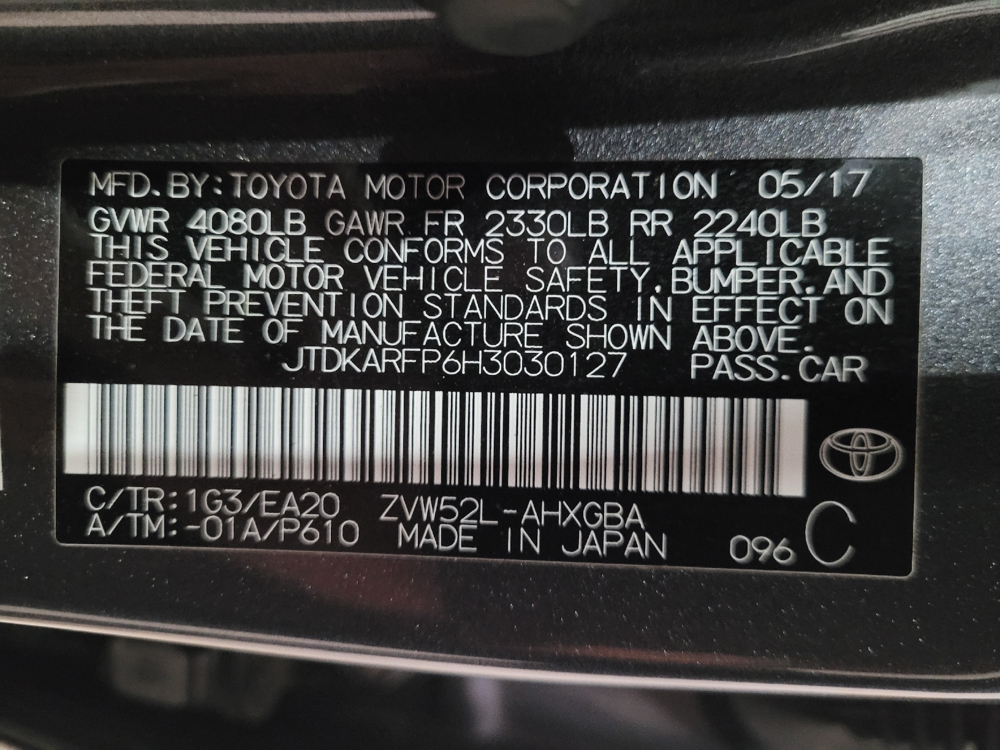 MFD.BY:TOYOTA MOTOR CORPORATION 05/17
GVWR 4080LB GAWR FR 2330LB RR 2240LB
THIS VEHICLE CONFORMS TO ALL APPLICABLE
FEDERAL MOTOR VEHICLE SAFETY.BUMPER.AND
THEFT PREVENTION STANDARDS IN EFFECT ON
THE DATE OF MANUFACTURE SHOWN ABOVE.
JTDKARFP6H3030127 PASS.CAR
C/TR:1G3/EA20 ZVW52L-AHXGBA
A/TM:-01A/P610 MADE IN JAPAN 096 C